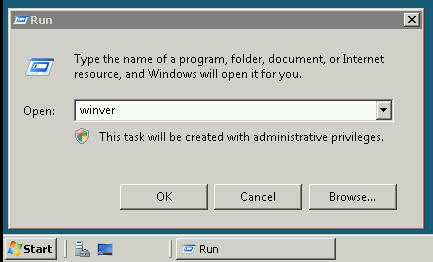 Run
Type the name of a program, folder, document, or Internet
resource, and Windows will open it for you.
Open: winver
This task will be created with administrative privileges.
OK Cancel Browse...
Start Run